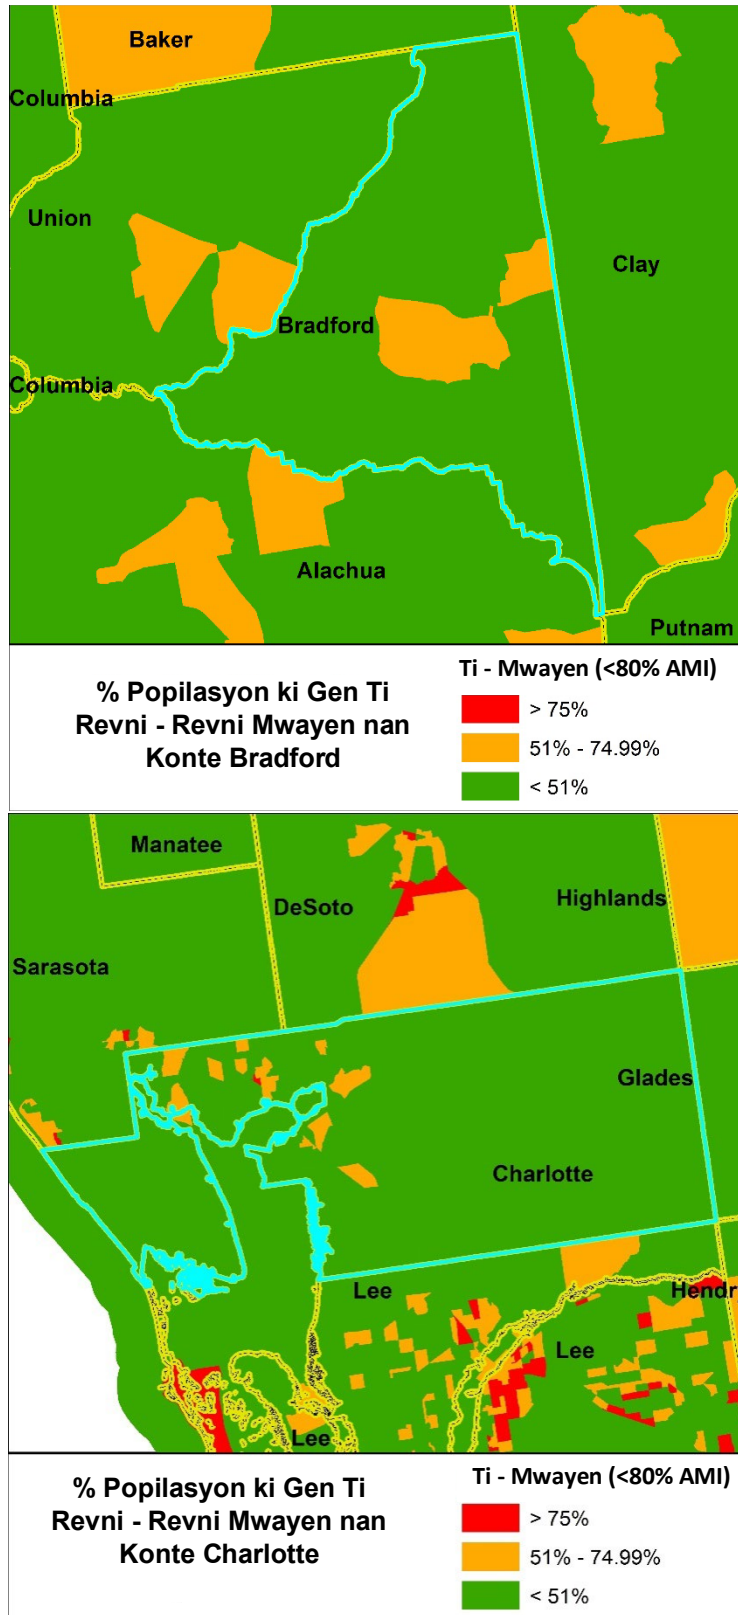 Baker
Columbia
Union
Clay
Bradford
Columbia
Alachua
Putnam
% Popilasyon ki Gen Ti
Revni - Revni Mwayen nan
Konte Bradford
Ti - Mwayen (<80% AMI)
> 75%
51% - 74.99%
< 51%
Manatee
DeSoto
Highlands
Sarasota
Glades
Charlotte
Lee
Hendr
Lee
Lee
% Popilasyon ki Gen Ti
Revni - Revni Mwayen nan
Konte Charlotte
Ti - Mwayen (<80% AMI)
> 75%
51% - 74.99%
< 51%